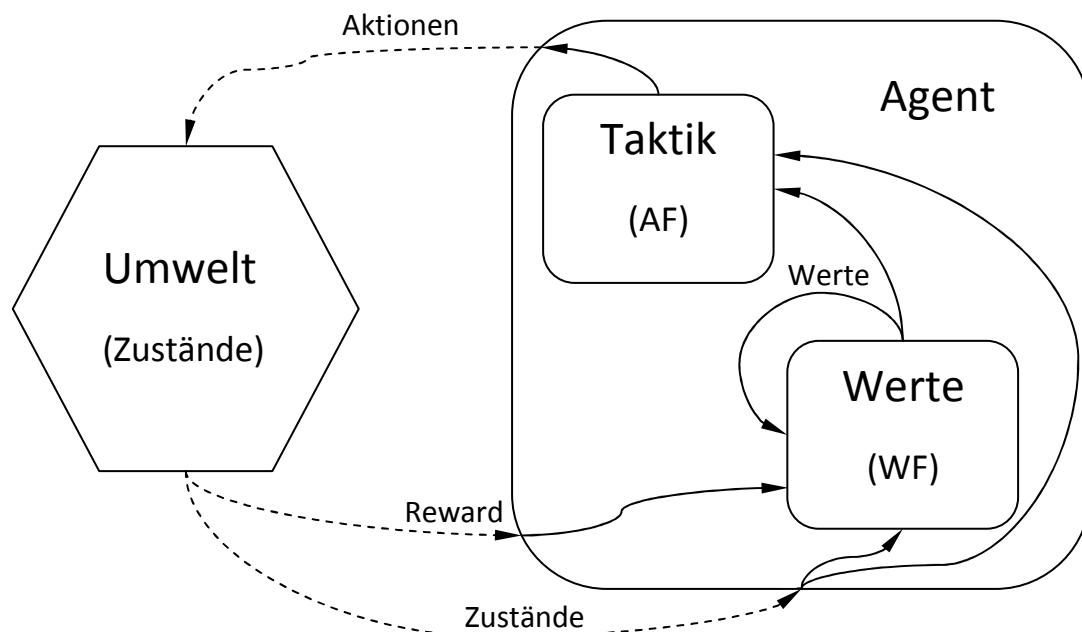 Aktionen
Agent
Taktik
(AF)
Umwelt
(Zustände)
Werte
Werte
(WF)
Reward
Zustände